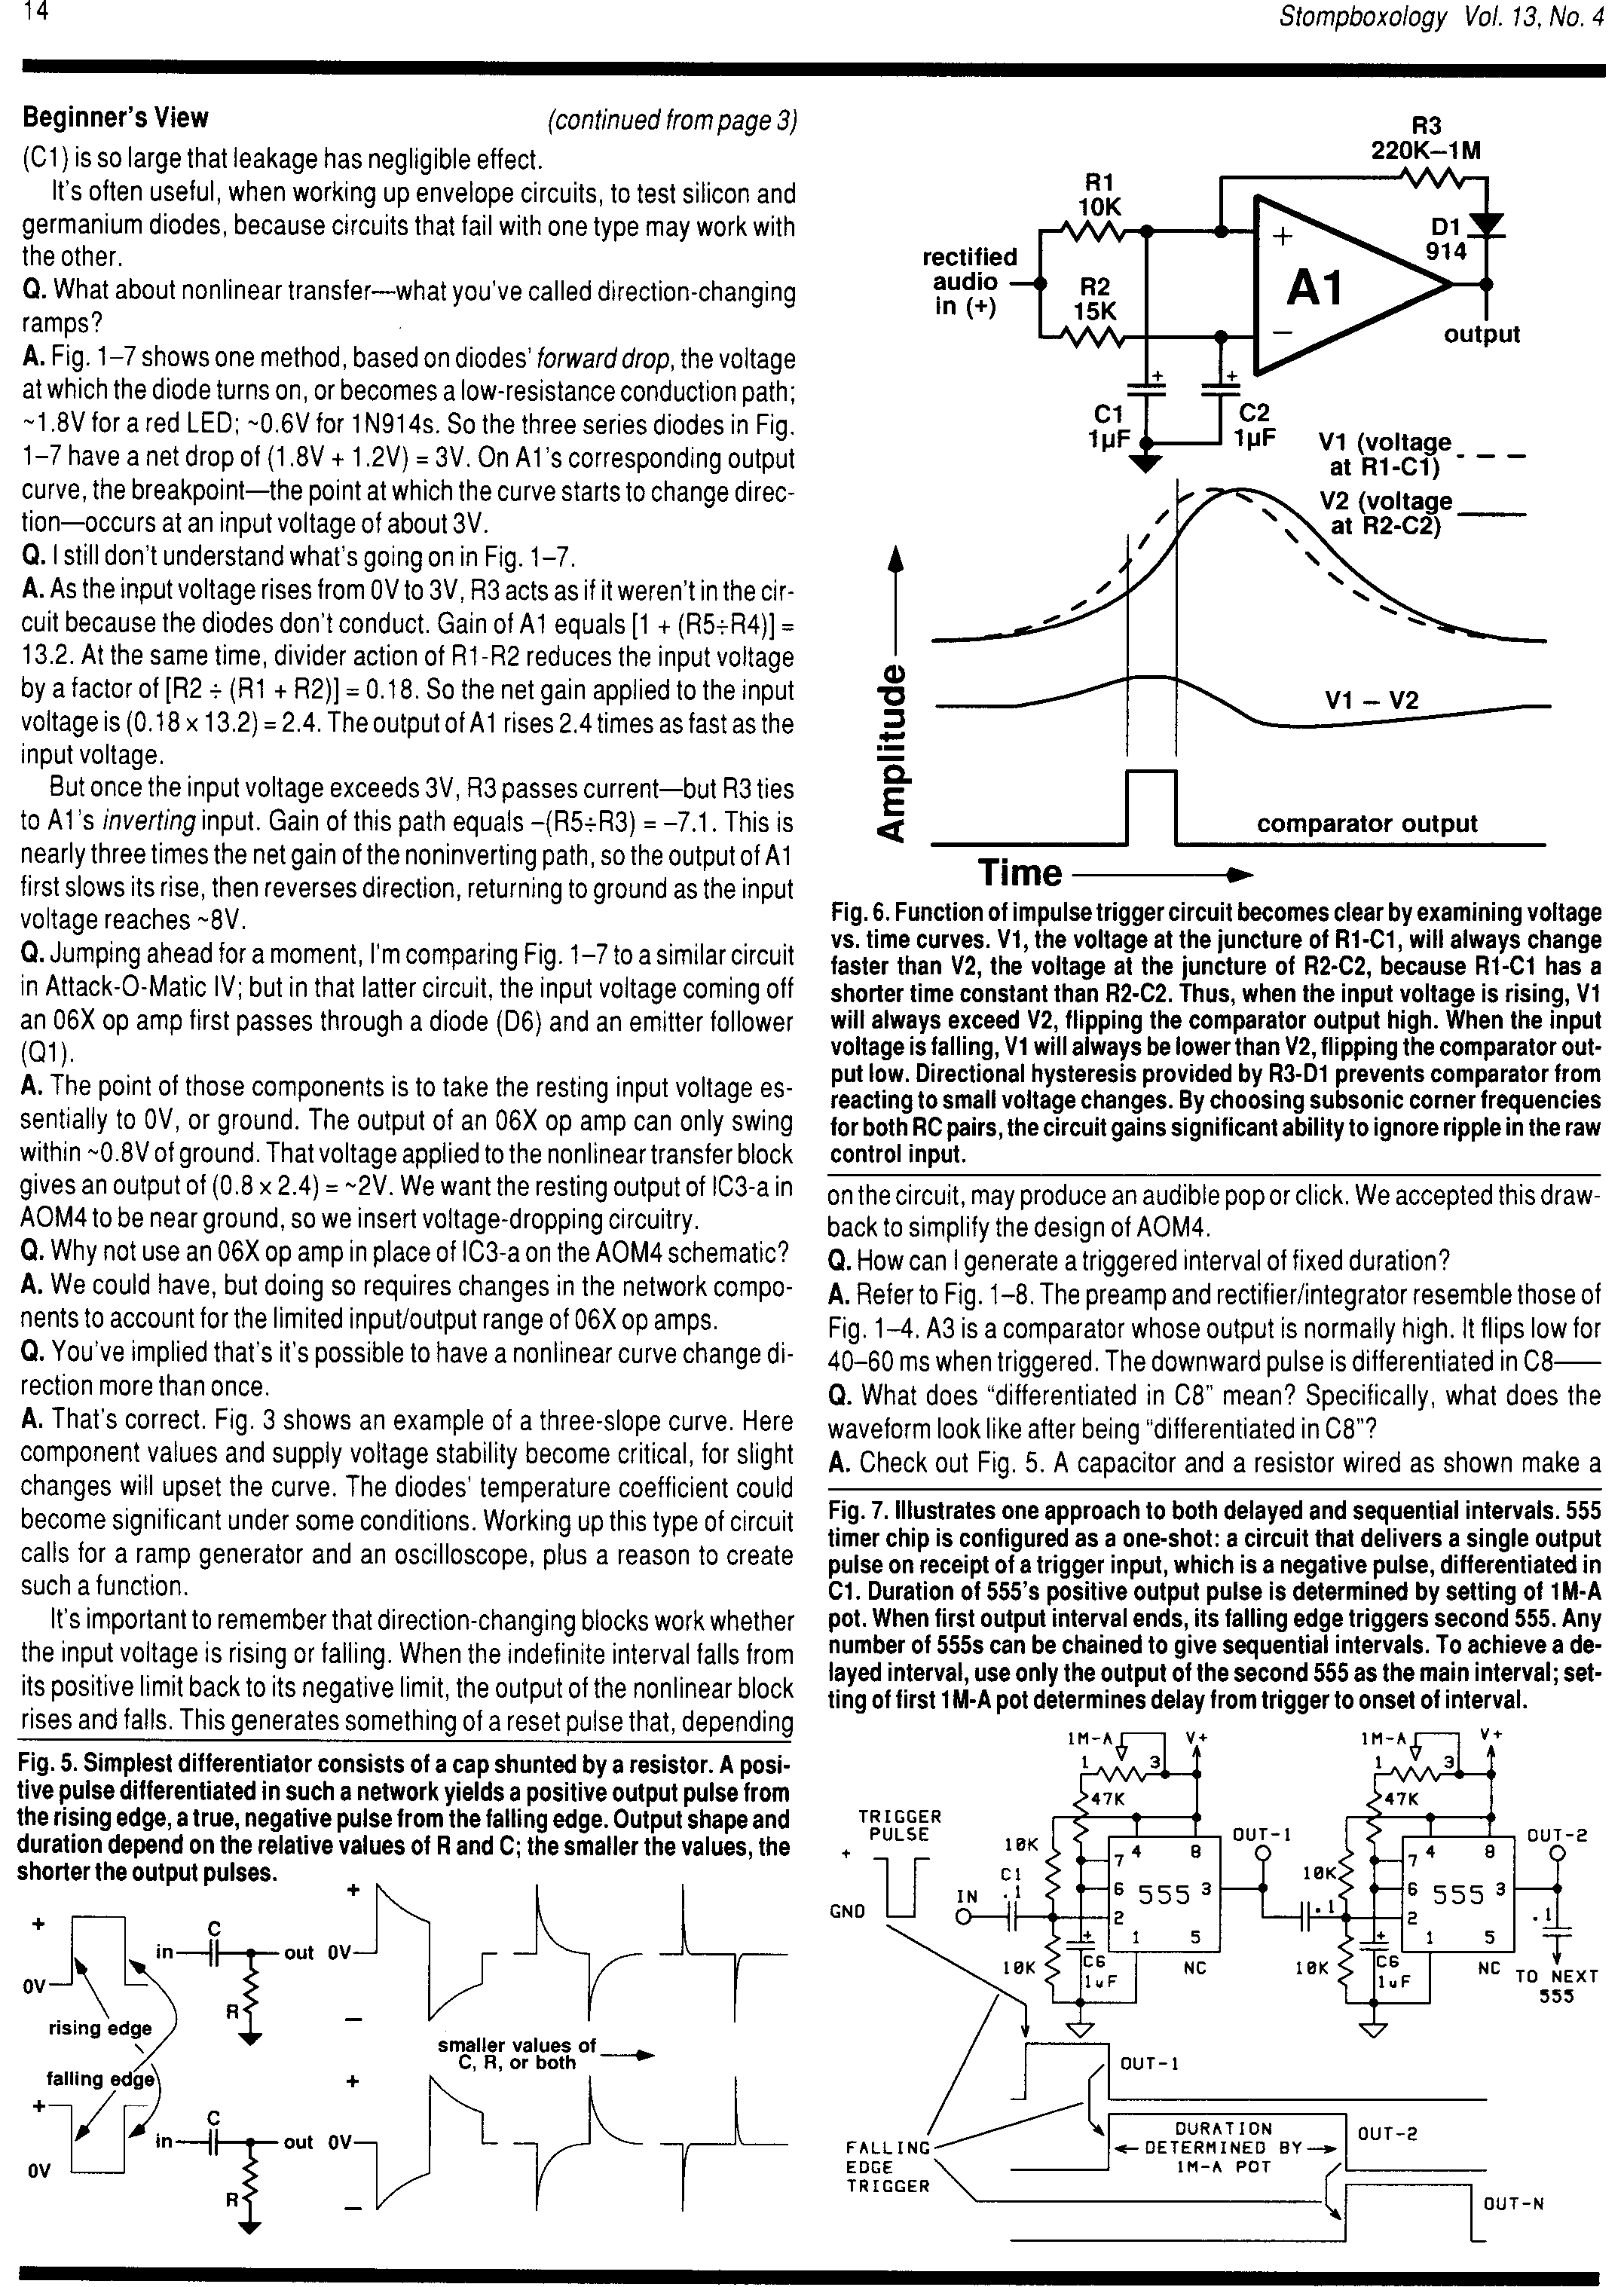 14
Stompboxology Vol. 13, No. 4
Beginner's View
(continued from page 3)
(C1) is so large that leakage has negligible effect.
It's often useful, when working up envelope circuits, to test silicon and
germanium diodes, because circuits that fail with one type may work with
the other.
Q. What about nonlinear transfer—what you've called direction-changing
ramps?
A. Fig. 1–7 shows one method, based on diodes' forward drop, the voltage
at which the diode turns on, or becomes a low-resistance conduction path;
~1.8V for a red LED; ~0.6V for 1N914s. So the three series diodes in Fig.
1–7 have a net drop of (1.8V + 1.2V) = 3V. On A1's corresponding output
curve, the breakpoint—the point at which the curve starts to change direc-
tion—occurs at an input voltage of about 3V.
Q. I still don't understand what's going on in Fig. 1–7.
A. As the input voltage rises from 0V to 3V, R3 acts as if it weren't in the cir-
cuit because the diodes don't conduct. Gain of A1 equals [1 + (R5÷R4)] =
13.2. At the same time, divider action of R1-R2 reduces the input voltage
by a factor of [R2 ÷ (R1 + R2)] = 0.18. So the net gain applied to the input
voltage is (0.18 x 13.2) = 2.4. The output of A1 rises 2.4 times as fast as the
input voltage.
But once the input voltage exceeds 3V, R3 passes current—but R3 ties
to A1's inverting input. Gain of this path equals –(R5÷R3) = –7.1. This is
nearly three times the net gain of the noninverting path, so the output of A1
first slows its rise, then reverses direction, returning to ground as the input
voltage reaches ~8V.
Q. Jumping ahead for a moment, I'm comparing Fig. 1–7 to a similar circuit
in Attack-O-Matic IV; but in that latter circuit, the input voltage coming off
an 06X op amp first passes through a diode (D6) and an emitter follower
(Q1).
A. The point of those components is to take the resting input voltage es-
sentially to 0V, or ground. The output of an 06X op amp can only swing
within ~0.8V of ground. That voltage applied to the nonlinear transfer block
gives an output of (0.8 x 2.4) = ~2V. We want the resting output of IC3-a in
AOM4 to be near ground, so we insert voltage-dropping circuitry.
Q. Why not use an 06X op amp in place of IC3-a on the AOM4 schematic?
A. We could have, but doing so requires changes in the network compo-
nents to account for the limited input/output range of 06X op amps.
Q. You've implied that's it's possible to have a nonlinear curve change di-
rection more than once.
A. That's correct. Fig. 3 shows an example of a three-slope curve. Here
component values and supply voltage stability become critical, for slight
changes will upset the curve. The diodes' temperature coefficient could
become significant under some conditions. Working up this type of circuit
calls for a ramp generator and an oscilloscope, plus a reason to create
such a function.
It's important to remember that direction-changing blocks work whether
the input voltage is rising or falling. When the indefinite interval falls from
its positive limit back to its negative limit, the output of the nonlinear block
rises and falls. This generates something of a reset pulse that, depending
Fig. 5. Simplest differentiator consists of a cap shunted by a resistor. A posi-
tive pulse differentiated in such a network yields a positive output pulse from
the rising edge, a true, negative pulse from the falling edge. Output shape and
duration depend on the relative values of R and C; the smaller the values, the
shorter the output pulses.
+
0V
rising edge
falling edge
C
in
out
R
+
0V
–
smaller values of
C, R, or both
+
0V
C
in
out
R
+
0V
–
R3
220K–1M
R1
10K
D1
914
rectified
audio
in (+)
R2
15K
+
–
A1
output
+
+
C1
1µF
C2
1µF
V1 (voltage
at R1-C1)
V2 (voltage
at R2-C2)
Amplitude
V1 – V2
comparator output
Time
Fig. 6. Function of impulse trigger circuit becomes clear by examining voltage
vs. time curves. V1, the voltage at the juncture of R1-C1, will always change
faster than V2, the voltage at the juncture of R2-C2, because R1-C1 has a
shorter time constant than R2-C2. Thus, when the input voltage is rising, V1
will always exceed V2, flipping the comparator output high. When the input
voltage is falling, V1 will always be lower than V2, flipping the comparator out-
put low. Directional hysteresis provided by R3-D1 prevents comparator from
reacting to small voltage changes. By choosing subsonic corner frequencies
for both RC pairs, the circuit gains significant ability to ignore ripple in the raw
control input.
on the circuit, may produce an audible pop or click. We accepted this draw-
back to simplify the design of AOM4.
Q. How can I generate a triggered interval of fixed duration?
A. Refer to Fig. 1–8. The preamp and rectifier/integrator resemble those of
Fig. 1–4. A3 is a comparator whose output is normally high. It flips low for
40–60 ms when triggered. The downward pulse is differentiated in C8——
Q. What does "differentiated in C8" mean? Specifically, what does the
waveform look like after being "differentiated in C8"?
A. Check out Fig. 5. A capacitor and a resistor wired as shown make a
Fig. 7. Illustrates one approach to both delayed and sequential intervals. 555
timer chip is configured as a one-shot: a circuit that delivers a single output
pulse on receipt of a trigger input, which is a negative pulse, differentiated in
C1. Duration of 555's positive output pulse is determined by setting of 1M-A
pot. When first output interval ends, its falling edge triggers second 555. Any
number of 555s can be chained to give sequential intervals. To achieve a de-
layed interval, use only the output of the second 555 as the main interval; set-
ting of first 1M-A pot determines delay from trigger to onset of interval.
TRIGGER
PULSE
+
GND
1M-A
V+
1
3
47K
10K
C1
.1
IN
7
4
8
6
555
3
2
1
5
OUT-1
10K
+
C6
1uF
NC
1M-A
V+
1
3
47K
10K
.1
7
4
8
6
555
3
2
1
5
OUT-2
.1
10K
+
C6
1uF
NC
TO NEXT
555
OUT-1
DURATION
DETERMINED BY
1M-A POT
OUT-2
FALLING
EDGE
TRIGGER
OUT-N